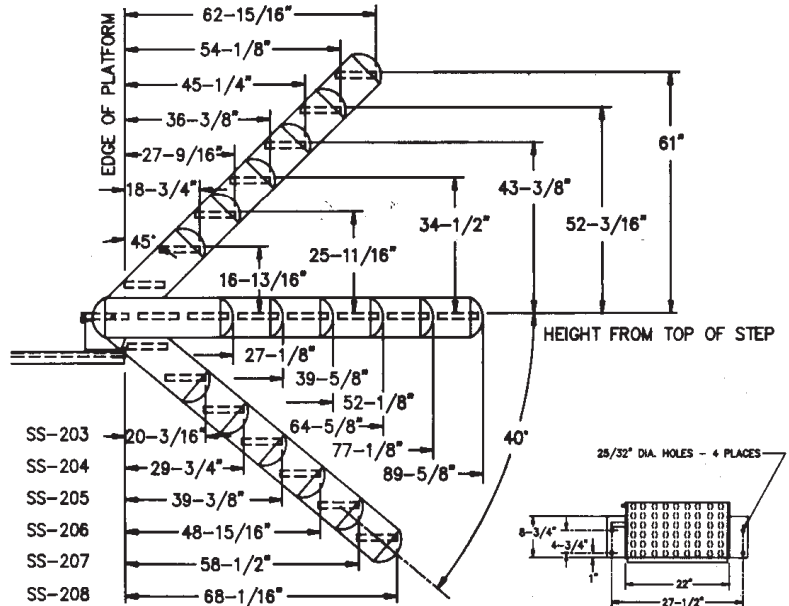 62-15/16"
54-1/8"
45-1/4"
36-3/8"
27-9/16"
18-3/4"
EDGE OF PLATFORM
45°
16-13/16"
25-11/16"
34-1/2"
43-3/8"
52-3/16"
61"
HEIGHT FROM TOP OF STEP
27-1/8"
39-5/8"
52-1/8"
64-5/8"
77-1/8"
89-5/8"
40°
SS-203 20-3/16"
SS-204 29-3/4"
SS-205 39-3/8"
SS-206 48-15/16"
SS-207 58-1/2"
SS-208 68-1/16"
25/32" DIA. HOLES - 4 PLACES
8-3/4"
4-3/4"
1"
22"
27-1/2"